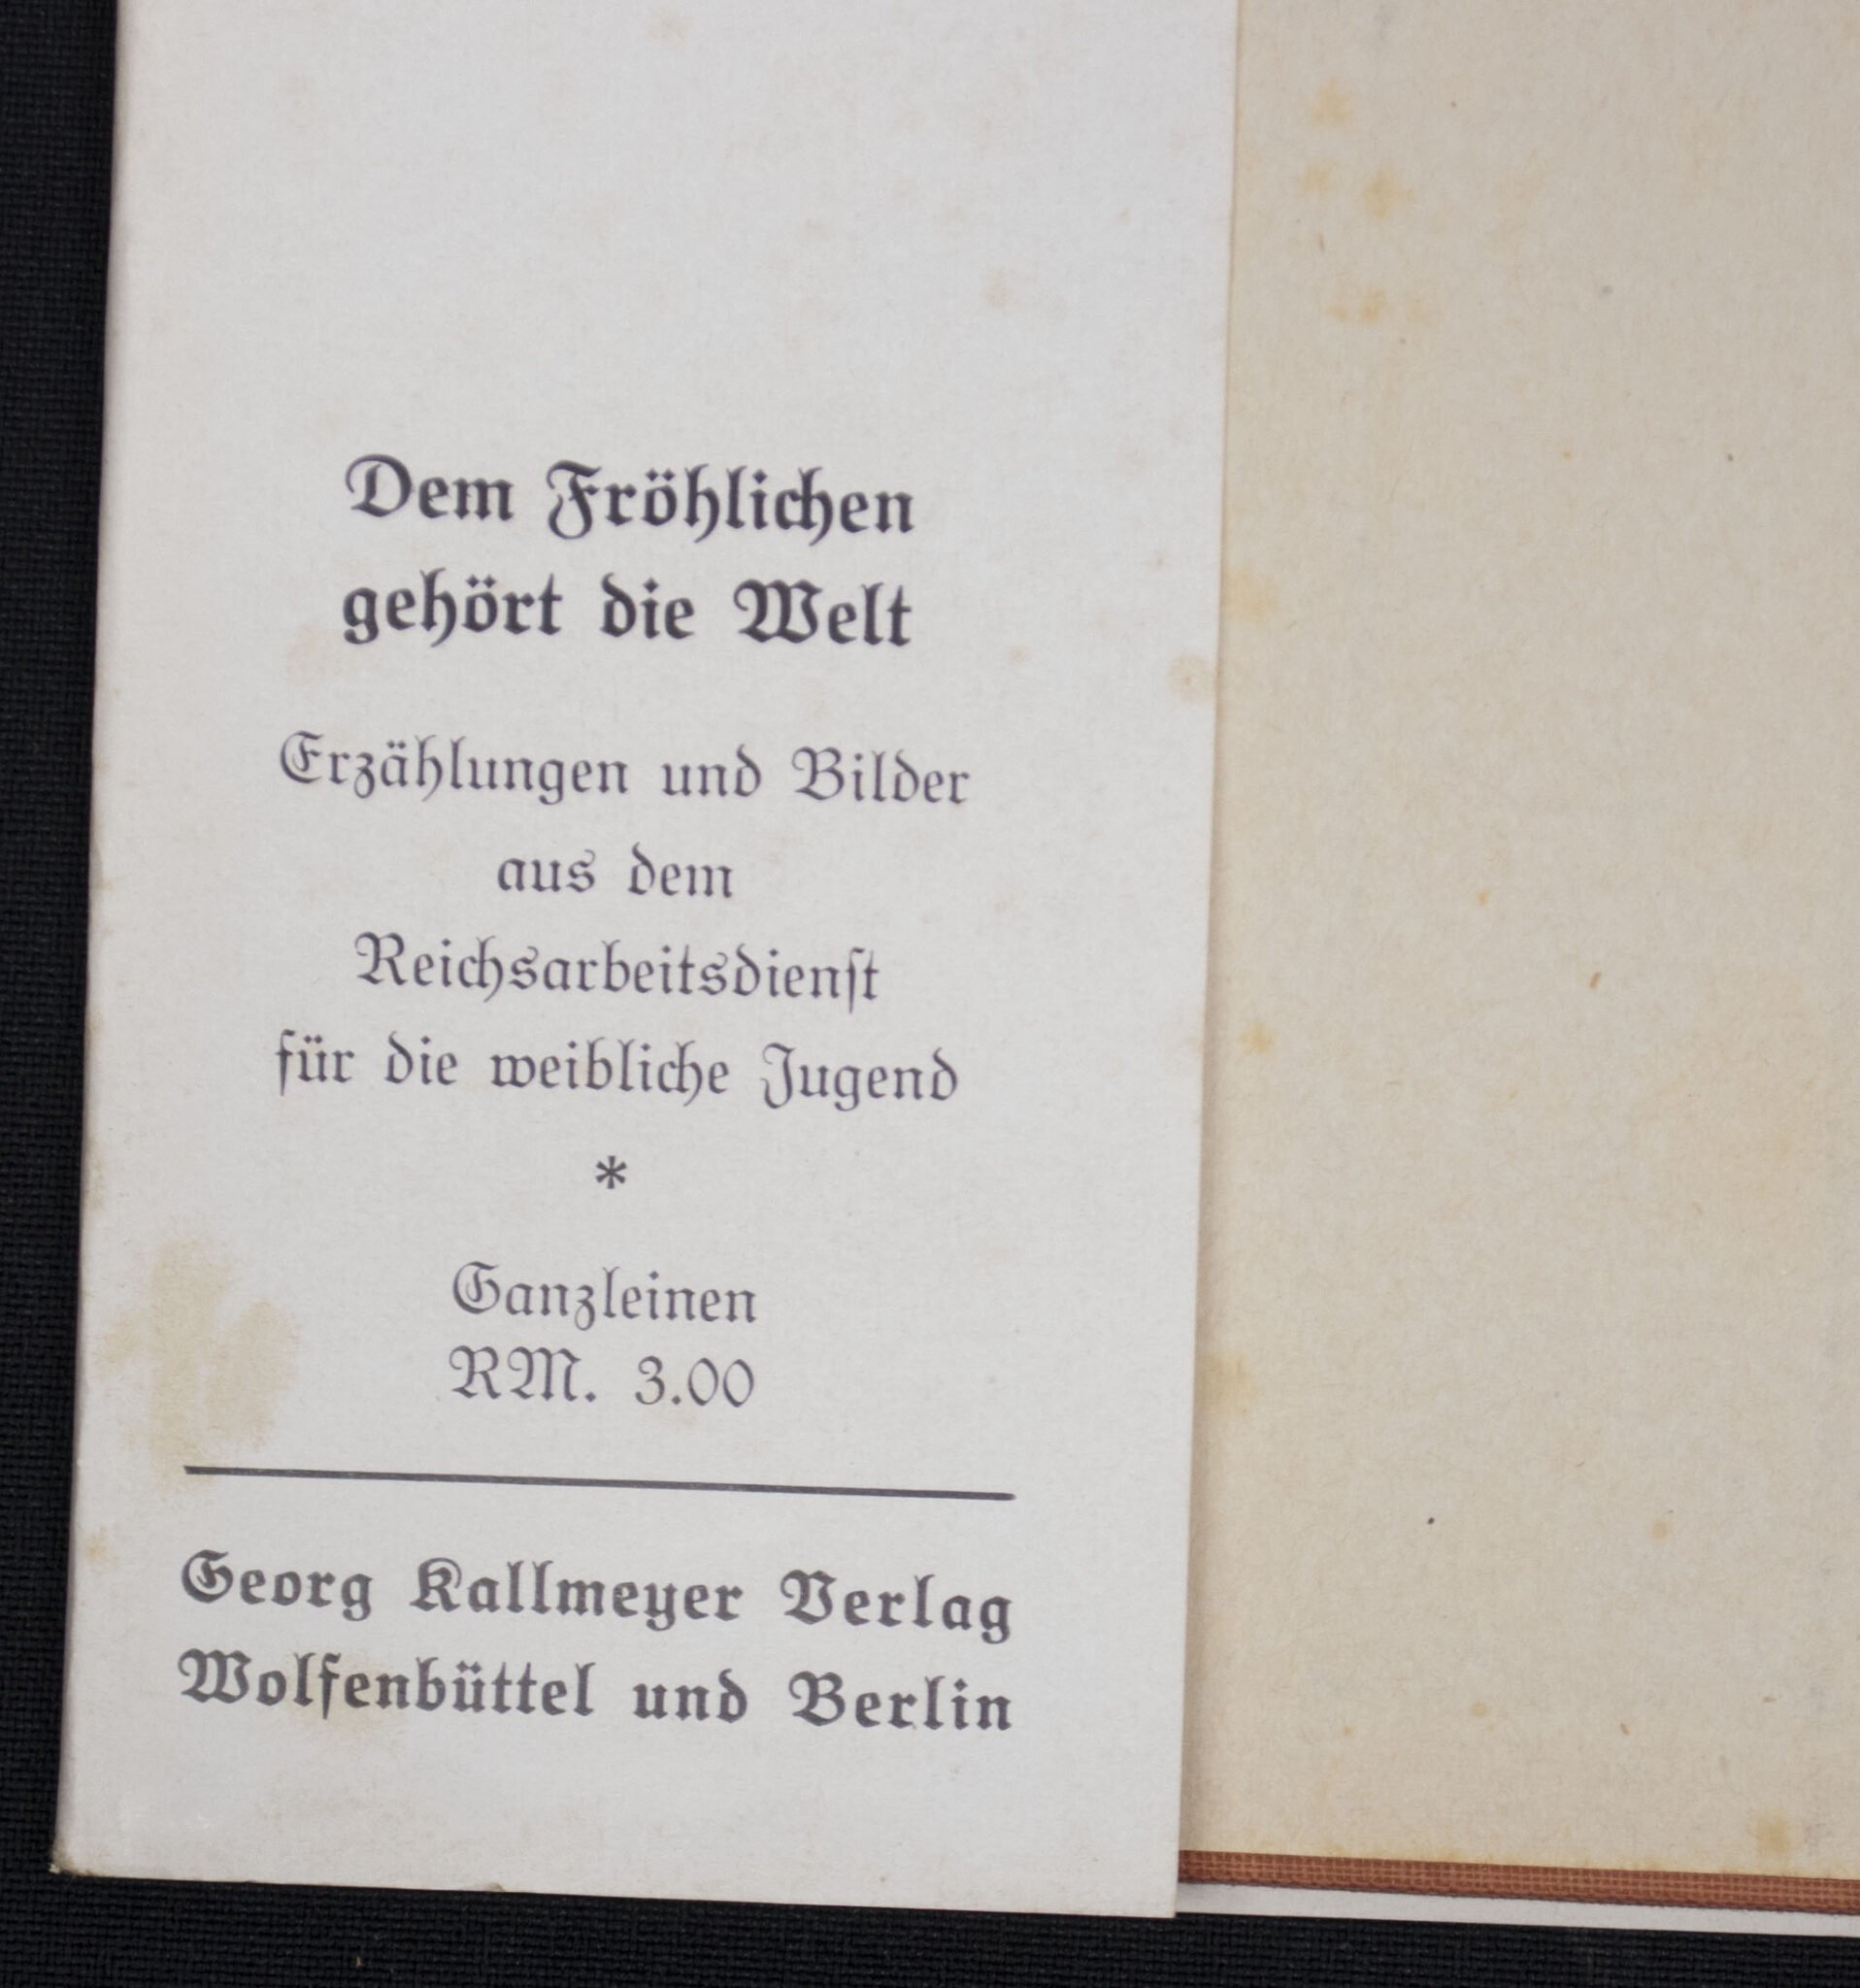 Dem Fröhlichen
gehört die Welt
Erzählungen und Bilder
aus dem
Reichsarbeitsdienſt
für die weibliche Jugend
*
Ganzleinen
RM. 3.00
Georg Kallmeyer Verlag
Wolfenbüttel und Berlin